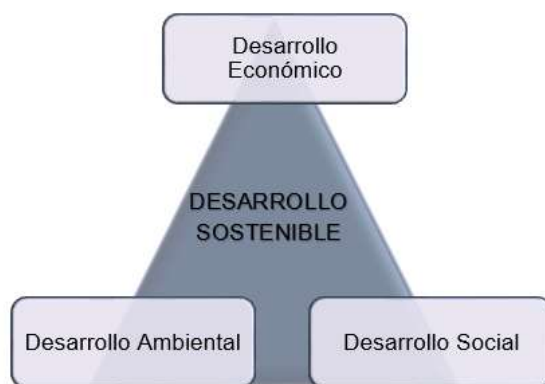 Desarrollo
Económico
DESARROLLO
SOSTENIBLE
Desarrollo Ambiental
Desarrollo Social